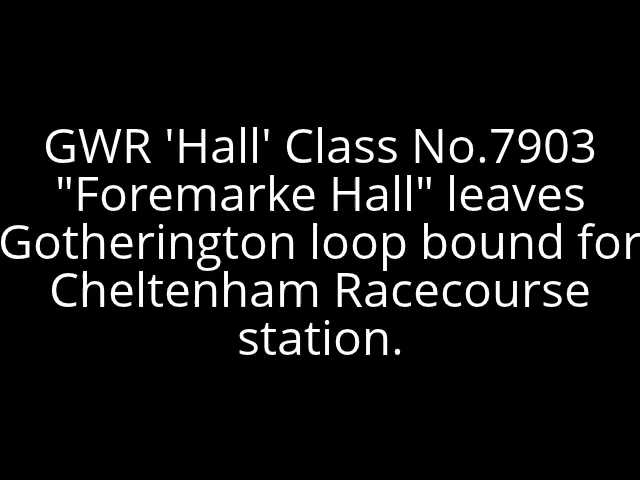 GWR 'Hall' Class No.7903
"Foremarke Hall" leaves
Gotherington loop bound for
Cheltenham Racecourse
station.